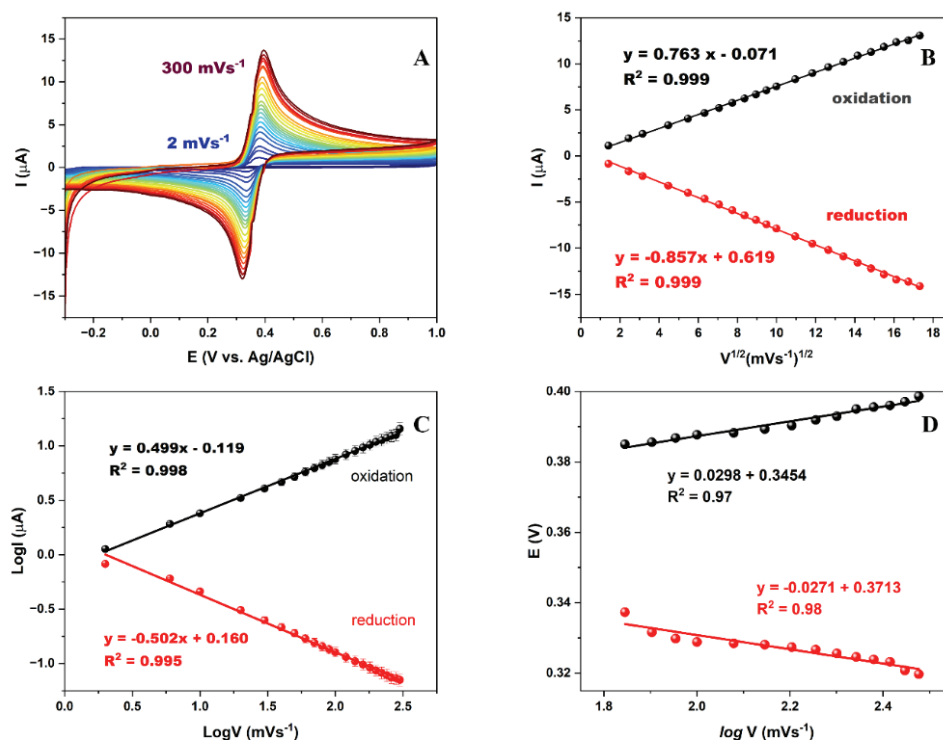 A
300 mVs⁻¹
2 mVs⁻¹
15
10
5
0
−5
−10
−15
I (μA)
−0.2 0.0 0.2 0.4 0.6 0.8 1.0
E (V vs. Ag/AgCl)
B
y = 0.763 x - 0.071
R² = 0.999
oxidation
reduction
y = -0.857x + 0.619
R² = 0.999
15
10
5
0
−5
−10
−15
I (μA)
0 2 4 6 8 10 12 14 16 18
V^1/2(mVs⁻¹)^1/2
C
y = 0.499x - 0.119
R² = 0.998
oxidation
reduction
y = -0.502x + 0.160
R² = 0.995
1.5
1.0
0.5
0.0
−0.5
−1.0
LogI (μA)
0.0 0.5 1.0 1.5 2.0 2.5
LogV (mVs⁻¹)
D
y = 0.0298 + 0.3454
R² = 0.97
y = -0.0271 + 0.3713
R² = 0.98
0.40
0.38
0.36
0.34
0.32
E (V)
1.8 2.0 2.2 2.4
log V (mVs⁻¹)